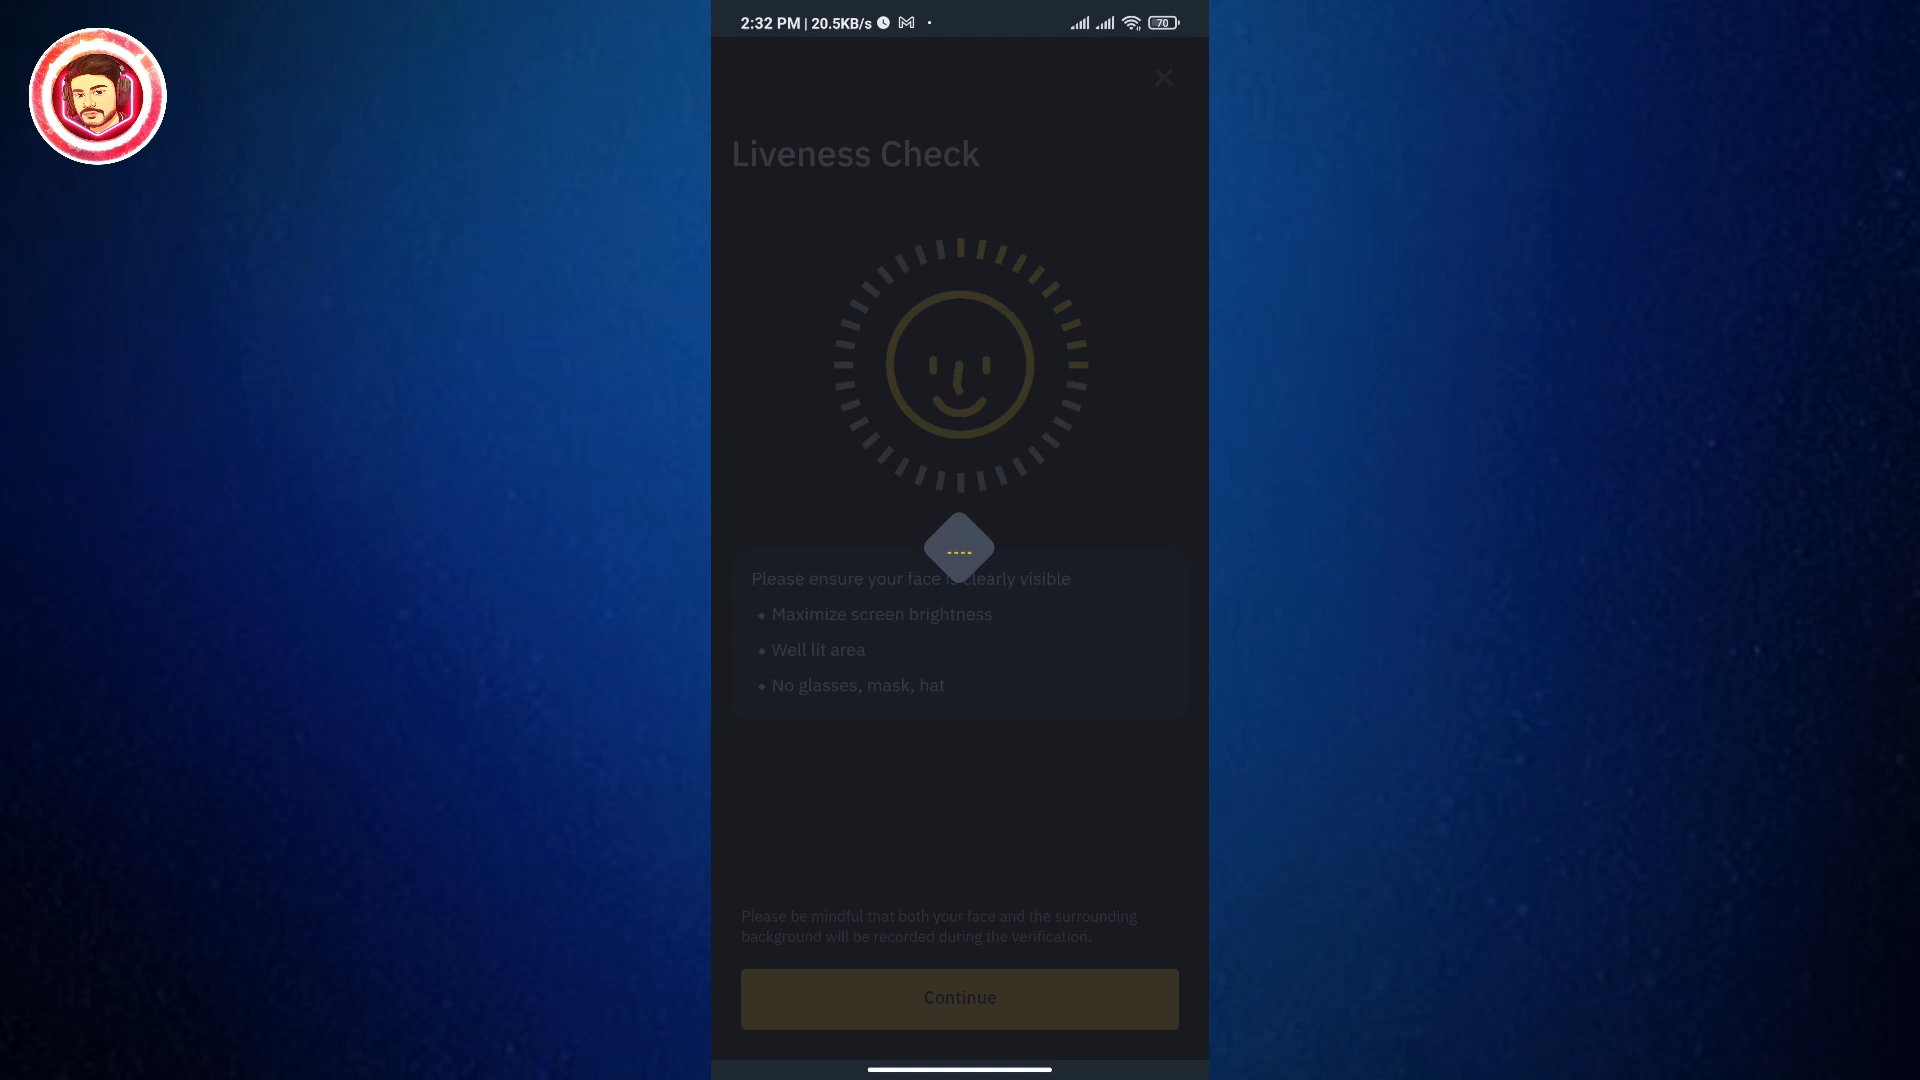 2:32 PM | 20.5KB/s
70
Liveness Check
Please ensure your face is clearly visible
Maximize screen brightness
Well lit area
No glasses, mask, hat
Please be mindful that both your face and the surrounding
background will be recorded during the verification.
Continue